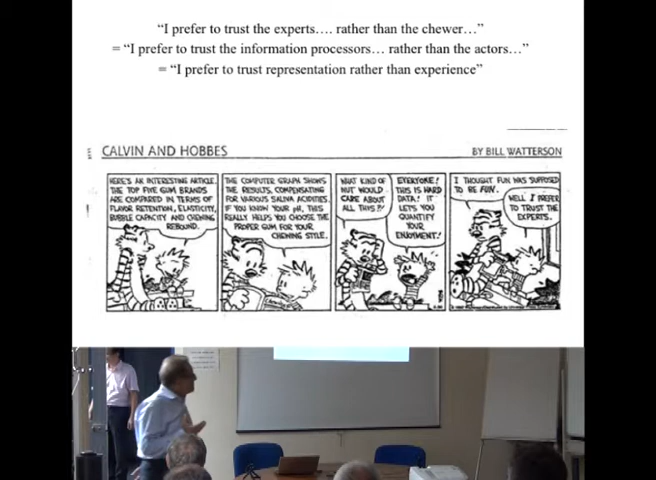 “I prefer to trust the experts…. rather than the chewer…”
= “I prefer to trust the information processors… rather than the actors…”
= “I prefer to trust representation rather than experience”
CALVIN AND HOBBES
BY BILL WATTERSON
HERE'S AN INTERESTING ARTICLE.
THE TOP FIVE GUM BRANDS
ARE COMPARED IN TERMS OF
FLAVOR RETENTION, ELASTICITY,
BUBBLE CAPACITY AND CHEWING
REBOUND.
THE COMPUTER GRAPH SHOWS
THE RESULTS, COMPENSATING
FOR VARIOUS SALIVA ACIDITIES.
IF YOU KNOW YOUR pH, THIS
REALLY HELPS YOU CHOOSE THE
PROPER GUM FOR YOUR
CHEWING STYLE.
WHAT KIND OF
NUT WOULD
CARE ABOUT
ALL THIS?!
EVERYONE!
THIS IS HARD
DATA! IT
LETS YOU
QUANTIFY
YOUR
ENJOYMENT!
I THOUGHT FUN WAS SUPPOSED
TO BE FUN.
WELL I PREFER
TO TRUST THE
EXPERTS.